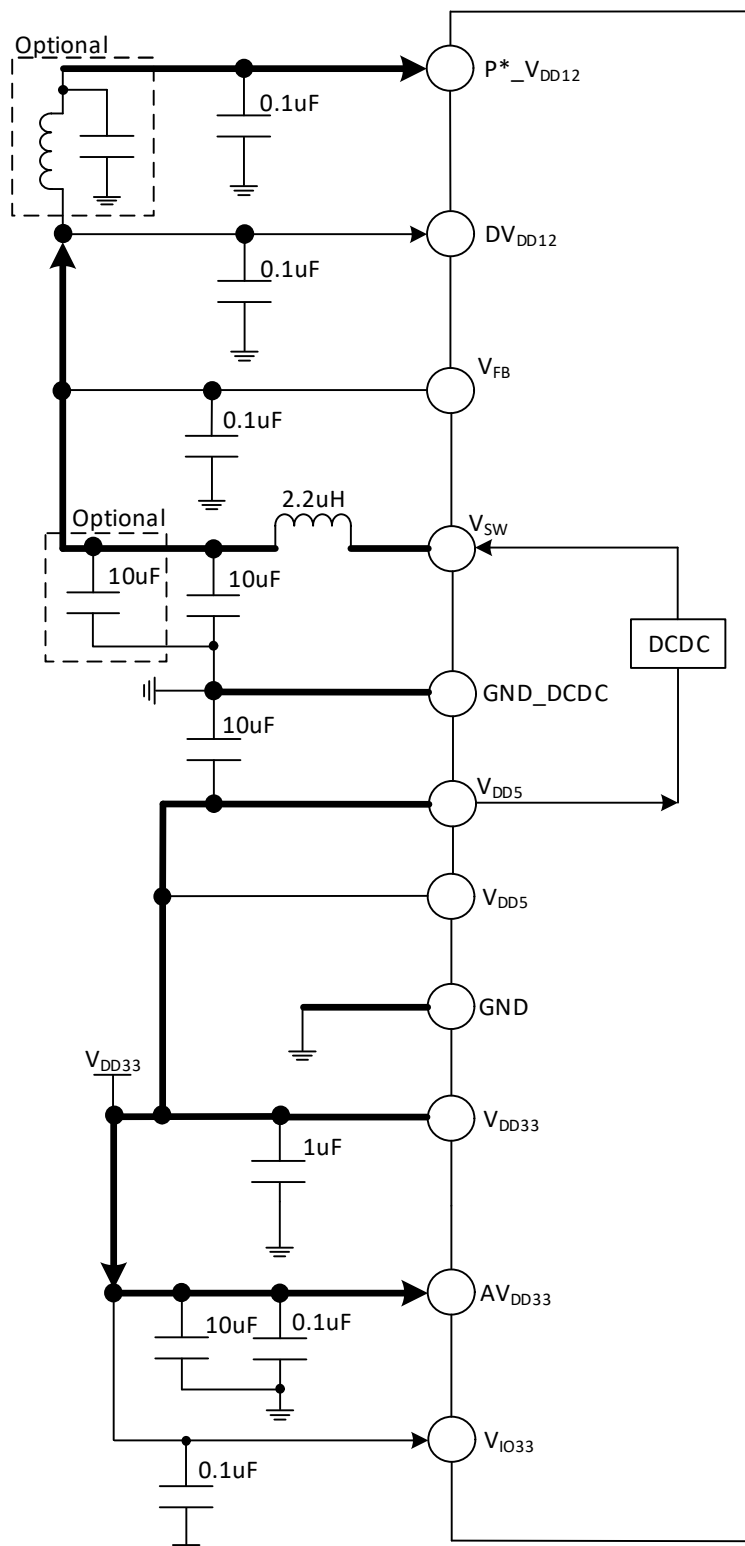 Optional
P*_VDD12
0.1uF
DVDD12
0.1uF
VFB
0.1uF
2.2uH
VSW
Optional
10uF
10uF
DCDC
GND_DCDC
10uF
VDD5
VDD5
GND
VDD33
VDD33
1uF
AVDD33
10uF
0.1uF
VIO33
0.1uF